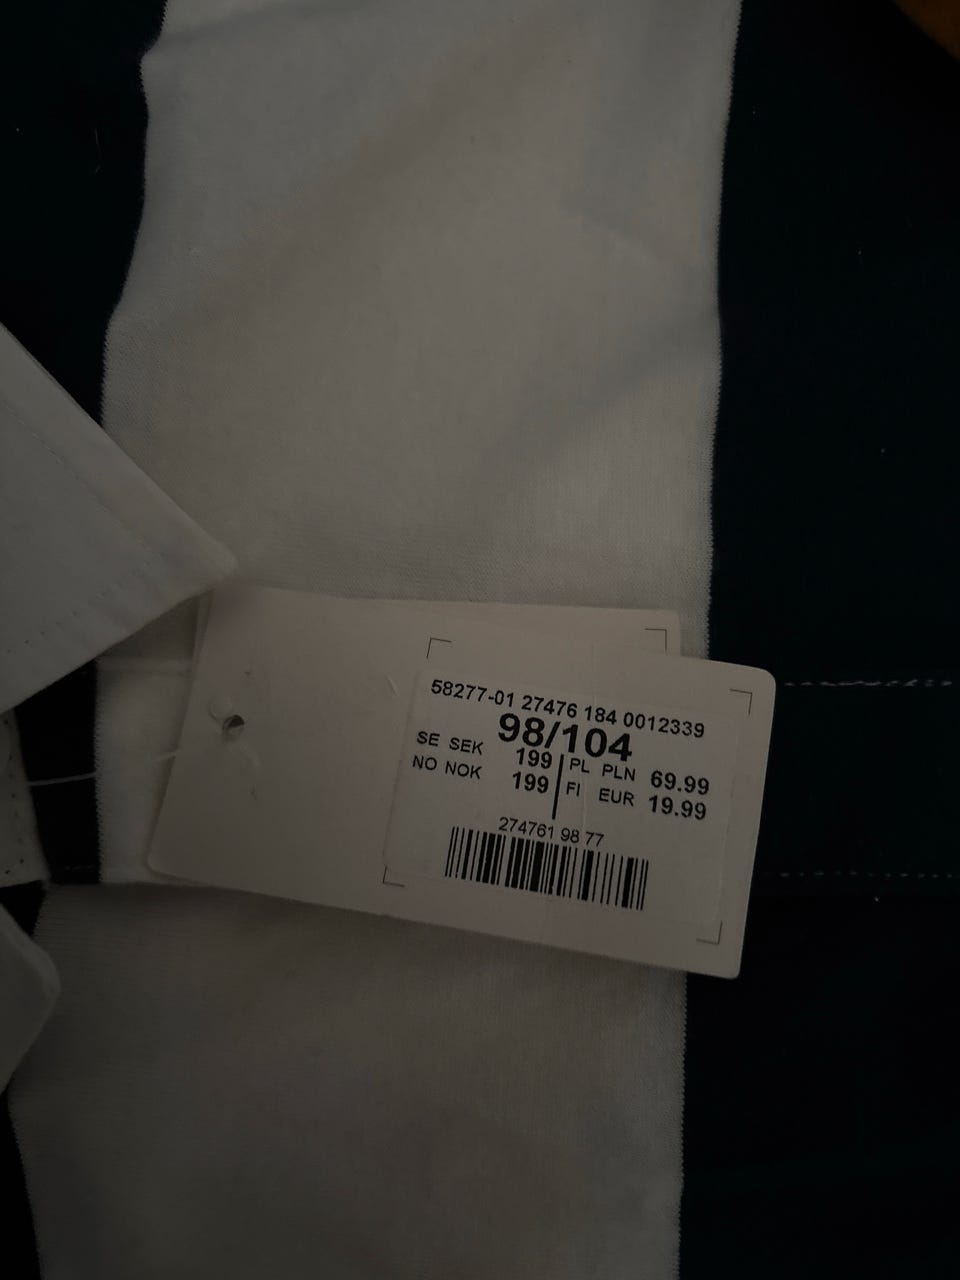 58277-01 27476 184 0012339
98/104
SE SEK 199 PL PLN 69.99
NO NOK 199 FI EUR 19.99
274761 98 77